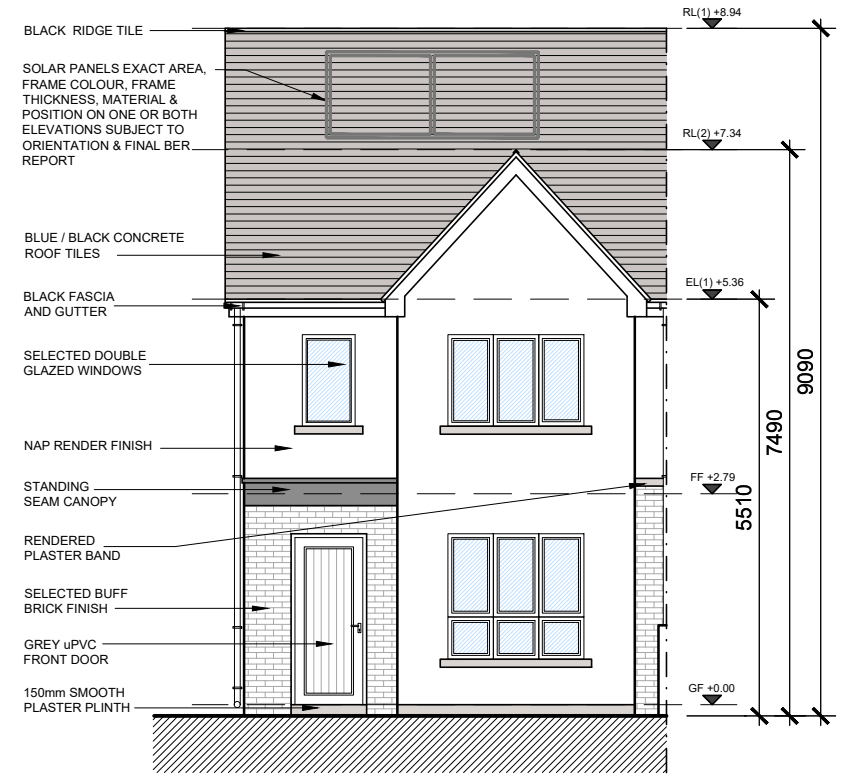 BLACK RIDGE TILE
SOLAR PANELS EXACT AREA,
FRAME COLOUR, FRAME
THICKNESS, MATERIAL &
POSITION ON ONE OR BOTH
ELEVATIONS SUBJECT TO
ORIENTATION & FINAL BER
REPORT
BLUE / BLACK CONCRETE
ROOF TILES
BLACK FASCIA
AND GUTTER
SELECTED DOUBLE
GLAZED WINDOWS
NAP RENDER FINISH
STANDING
SEAM CANOPY
RENDERED
PLASTER BAND
SELECTED BUFF
BRICK FINISH
GREY uPVC
FRONT DOOR
150mm SMOOTH
PLASTER PLINTH
RL(1) +8.94
RL(2) +7.34
EL(1) +5.36
FF +2.79
GF +0.00
5510
7490
9090